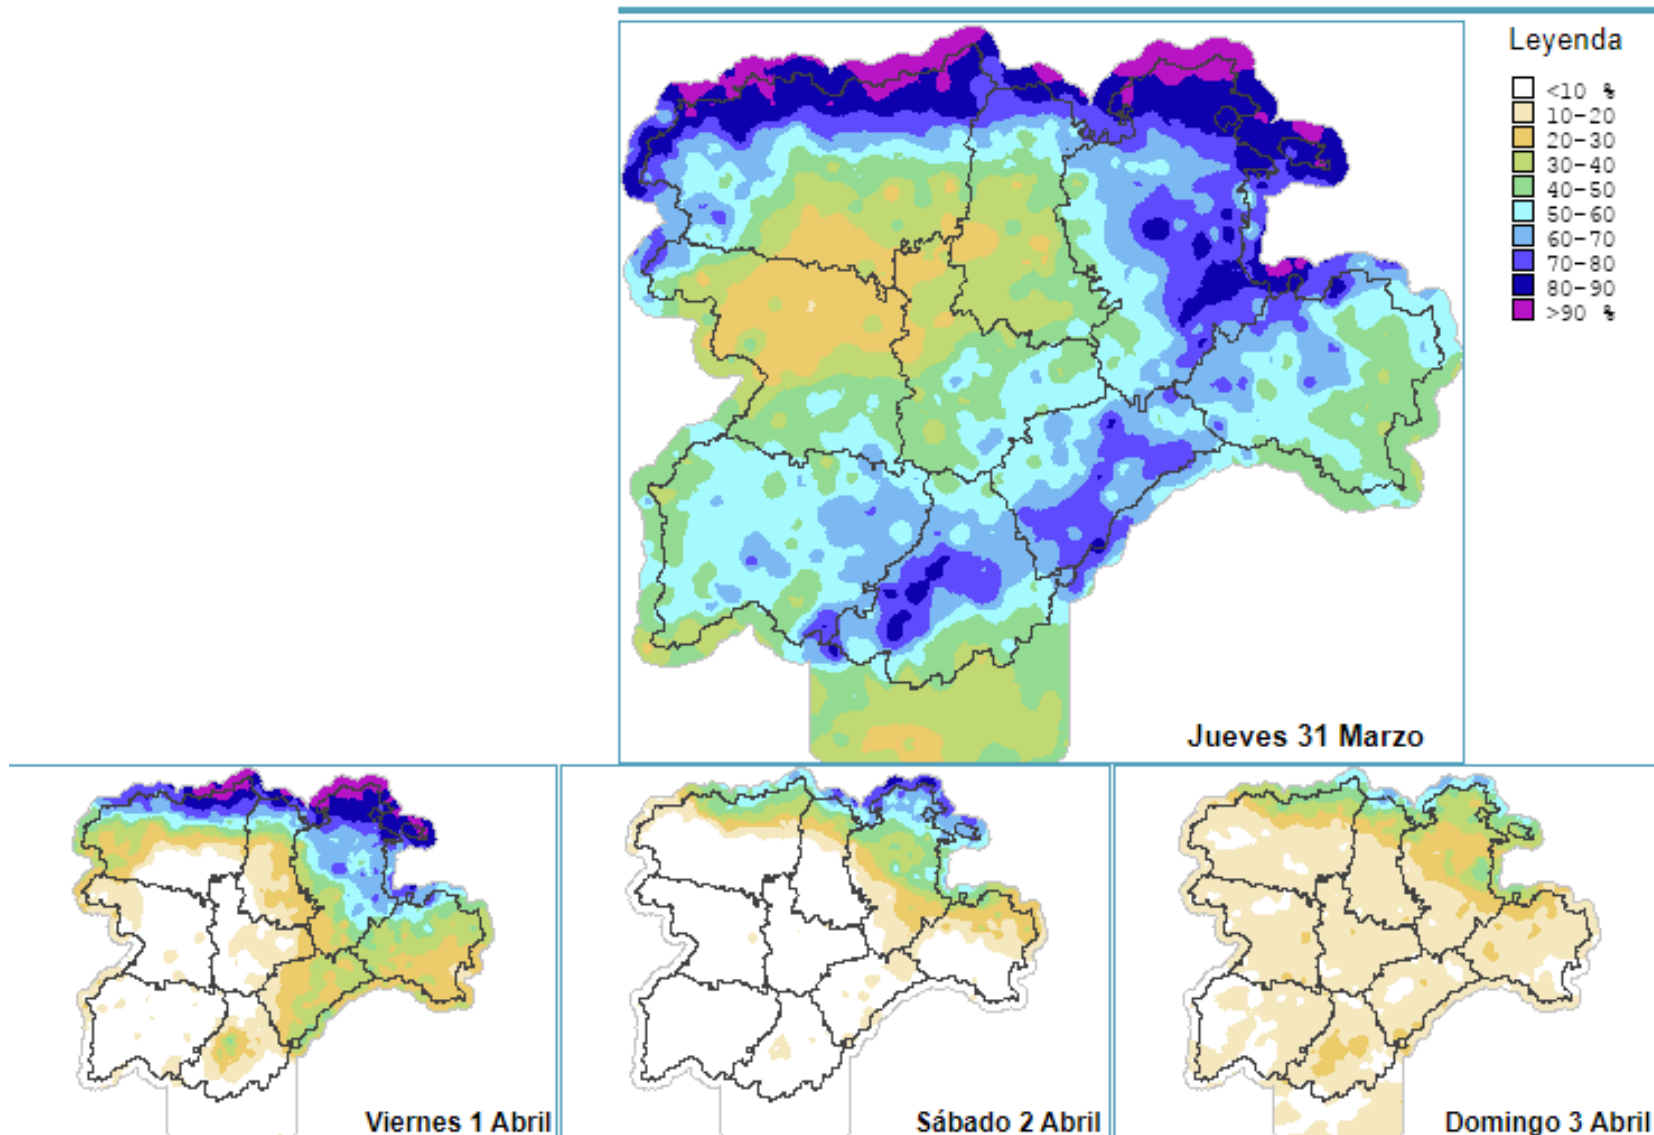 Leyenda
<10 %
10-20
20-30
30-40
40-50
50-60
60-70
70-80
80-90
>90 %
Jueves 31 Marzo
Viernes 1 Abril
Sábado 2 Abril
Domingo 3 Abril